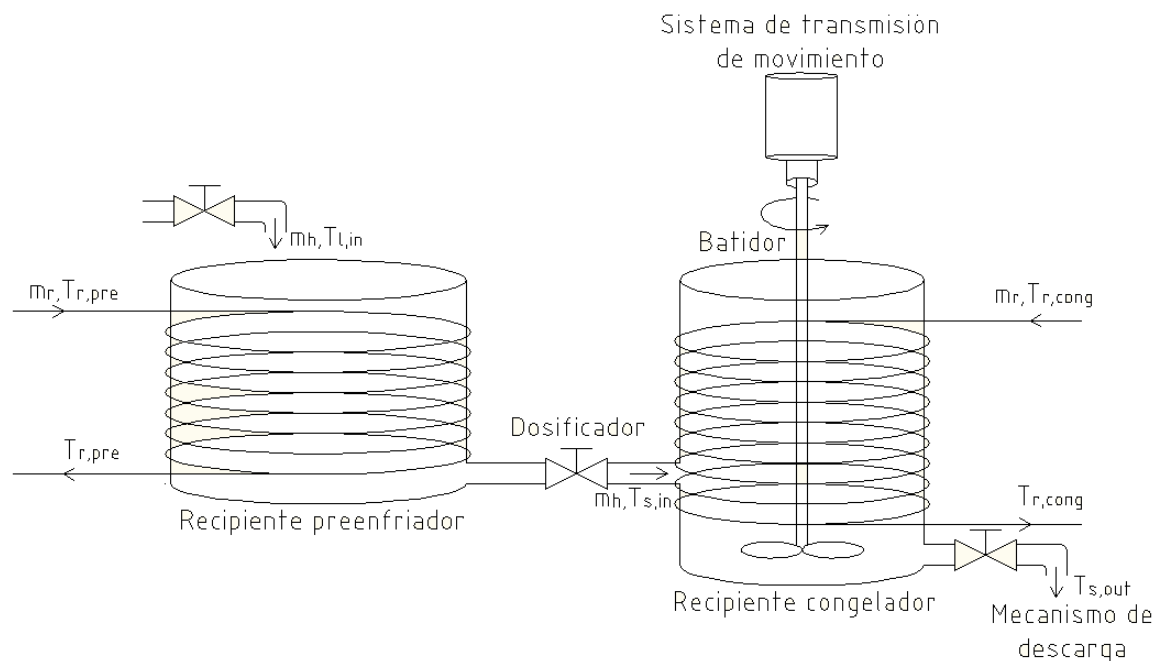 Sistema de transmisión
de movimiento
mh,Tl,in
Batidor
mr,Tr,pre
mr,Tr,cong
Dosificador
Tr,pre
mh,Ts,in
Tr,cong
Recipiente preenfriador
Recipiente congelador
Ts,out
Mecanismo de
descarga